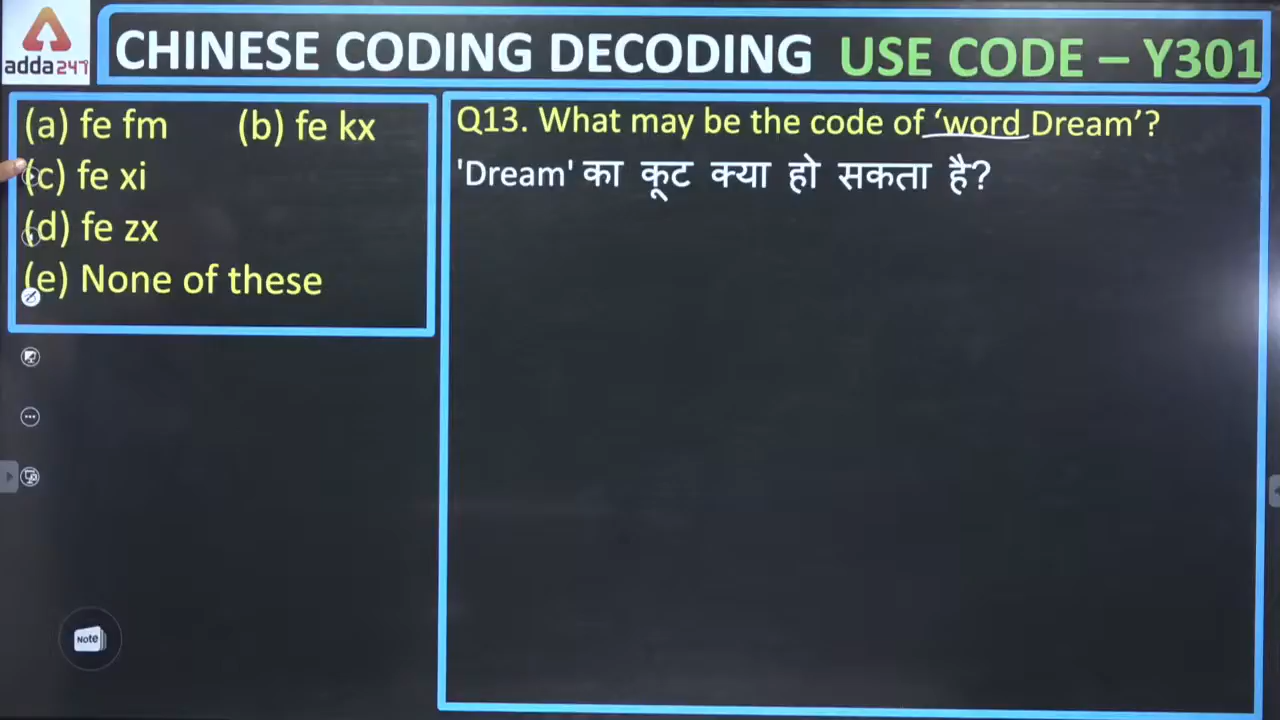 adda247
CHINESE CODING DECODING USE CODE – Y301
(a) fe fm (b) fe kx
(c) fe xi
(d) fe zx
(e) None of these
Q13. What may be the code of ‘word Dream’?
'Dream' का कूट क्या हो सकता है?
Note